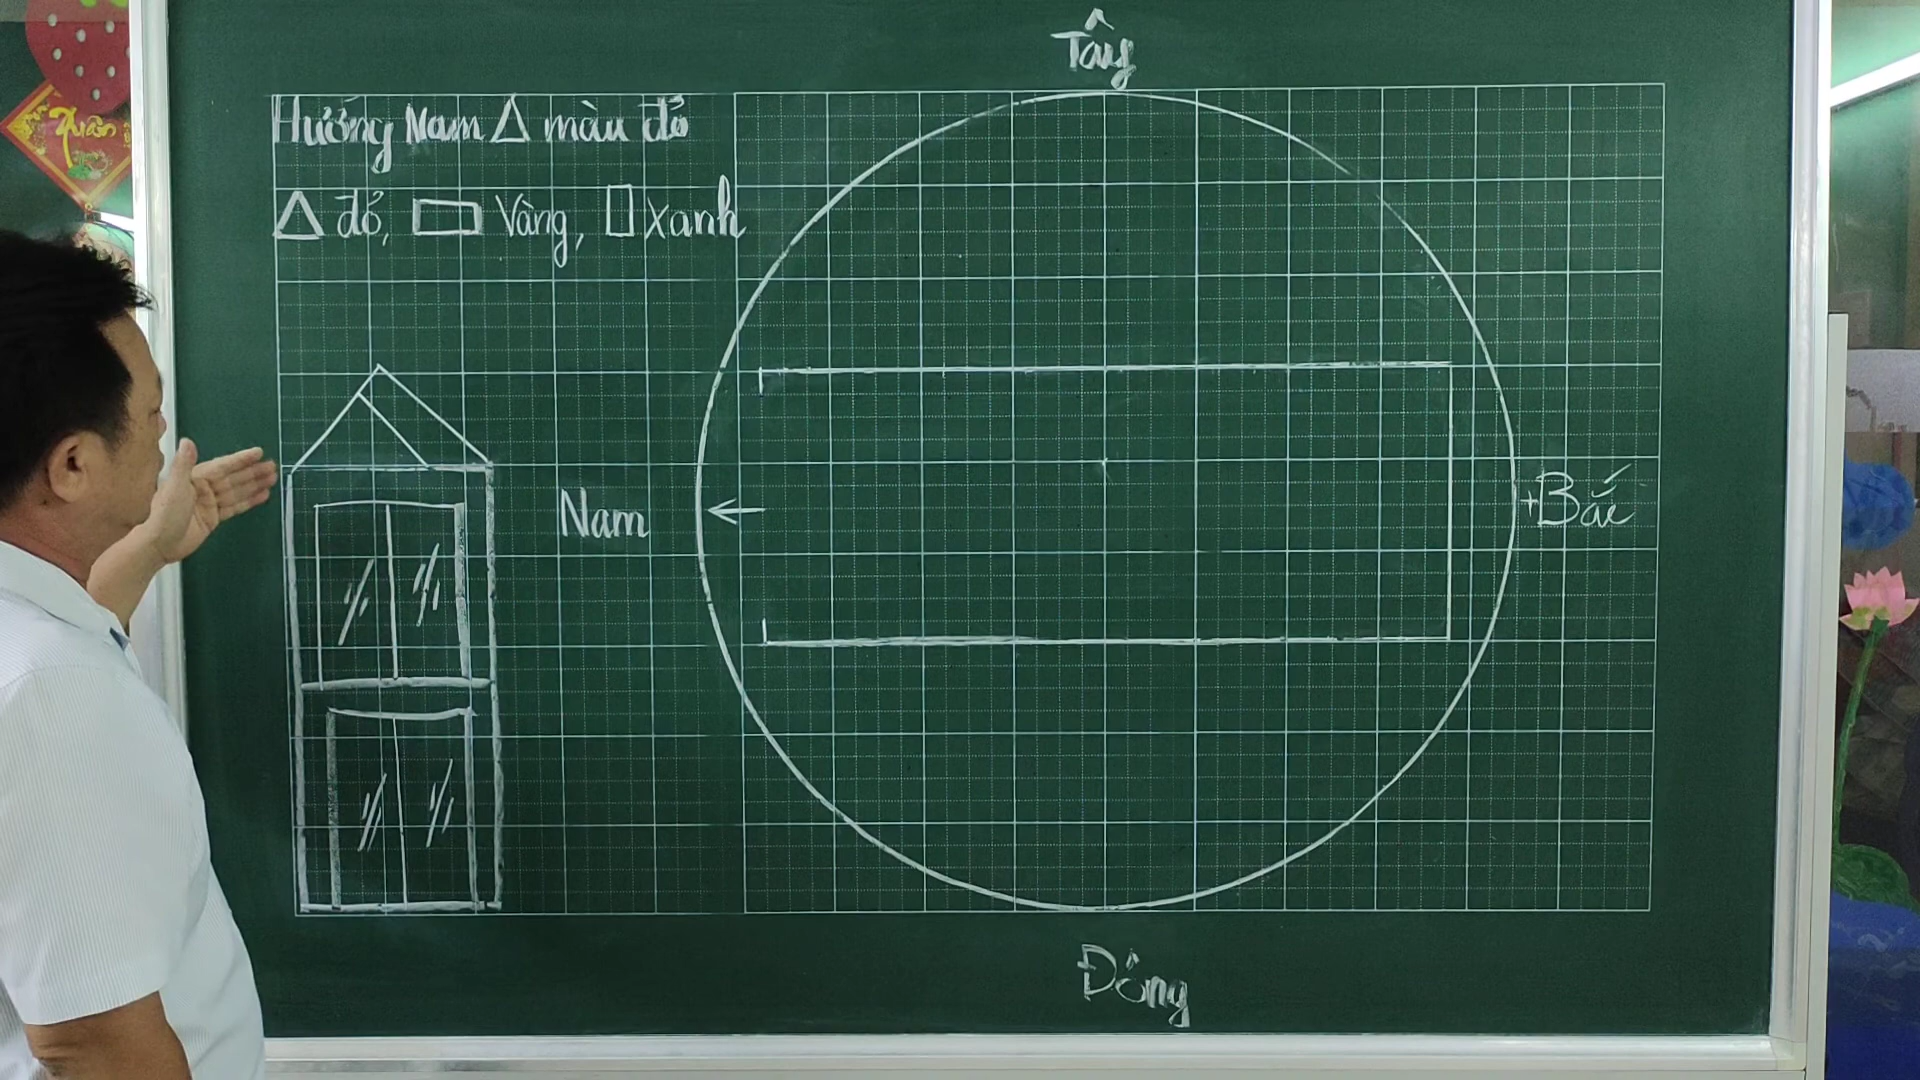 Tây
Hướng Nam △ màu đỏ
△ đỏ, ▭ Vàng, ▯ Xanh
Nam
Bắc
Đông
Xuân